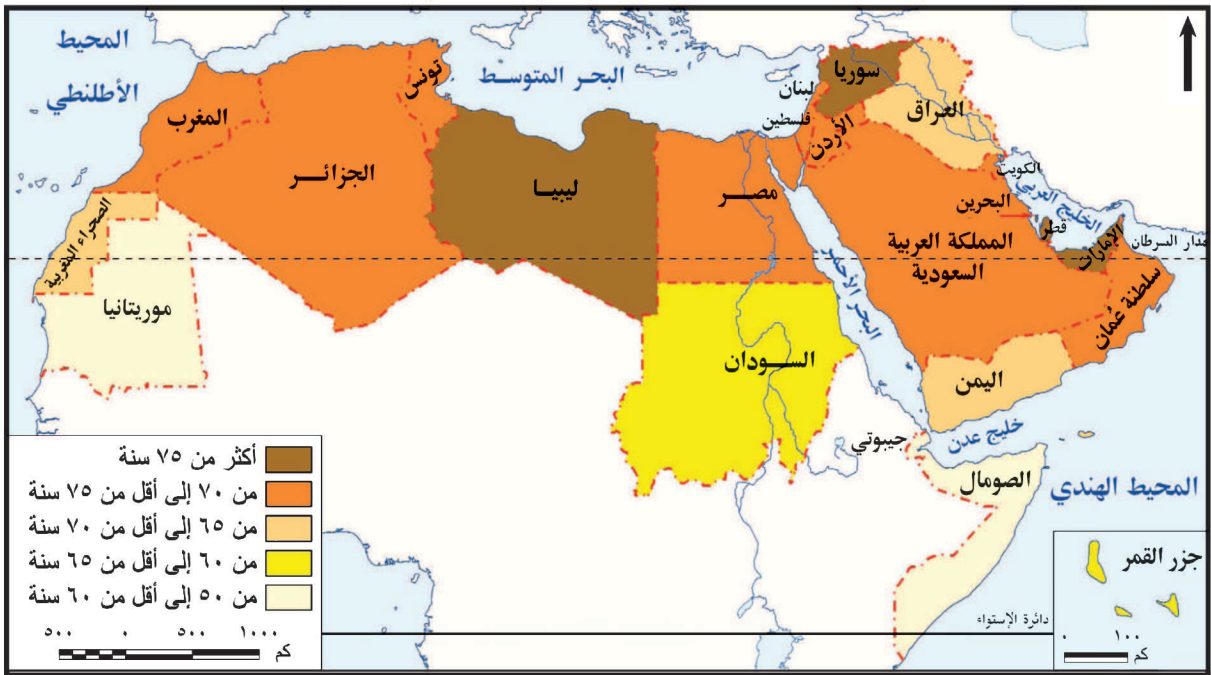 المحيط
الأطلنطي
البحر المتوسط
تونس
المغرب
الجزائر
ليبيا
مصر
سوريا
لبنان
فلسطين
الأردن
العراق
الكويت
الخليج العربي
البحرين
قطر
الإمارات
مدار السرطان
المملكة العربية
السعودية
سلطنة عُمان
البحر الأحمر
الصحراء المغربية
موريتانيا
السودان
اليمن
خليج عدن
جيبوتي
الصومال
المحيط الهندي
جزر القمر
دائرة الإستواء
٠ ١٠٠
كم
أكثر من ٧٥ سنة
من ٧٠ إلى أقل من ٧٥ سنة
من ٦٥ إلى أقل من ٧٠ سنة
من ٦٠ إلى أقل من ٦٥ سنة
من ٥٠ إلى أقل من ٦٠ سنة
٥٠٠ ٠ ٥٠٠ ١٠٠٠
كم